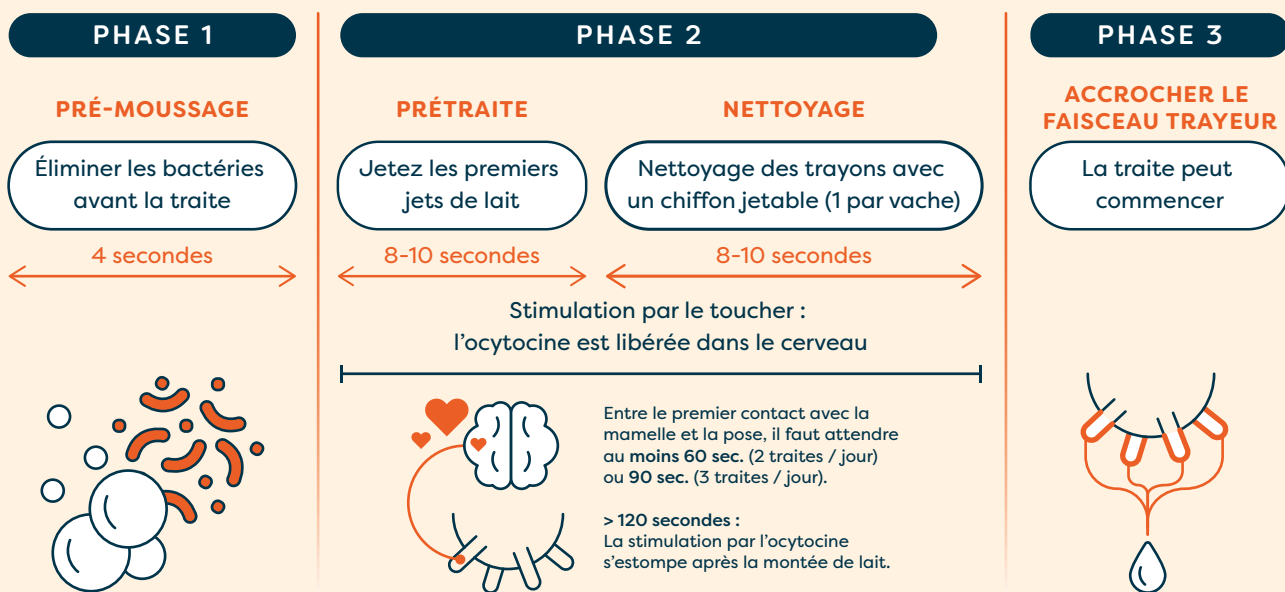 PHASE 1
PRÉ-MOUSSAGE
Éliminer les bactéries
avant la traite
4 secondes
PHASE 2
PRÉTRAITE
Jetez les premiers
jets de lait
8-10 secondes
NETTOYAGE
Nettoyage des trayons avec
un chiffon jetable (1 par vache)
8-10 secondes
Stimulation par le toucher :
l’ocytocine est libérée dans le cerveau
Entre le premier contact avec la
mamelle et la pose, il faut attendre
au moins 60 sec. (2 traites / jour)
ou 90 sec. (3 traites / jour).
> 120 secondes :
La stimulation par l’ocytocine
s’estompe après la montée de lait.
PHASE 3
ACCROCHER LE
FAISCEAU TRAYEUR
La traite peut
commencer